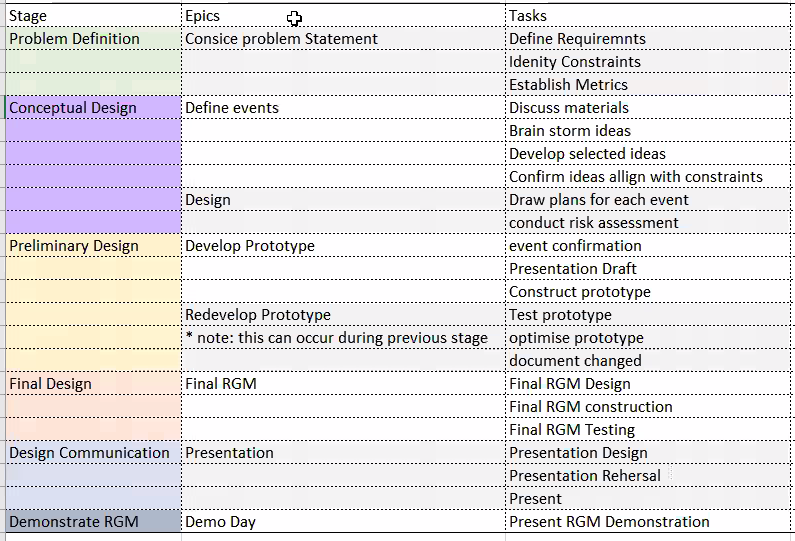 Stage Epics Tasks
Problem Definition Consice problem Statement Define Requiremnts
Idenity Constraints
Establish Metrics
Conceptual Design Define events Discuss materials
Brain storm ideas
Develop selected ideas
Confirm ideas allign with constraints
Design Draw plans for each event
conduct risk assessment
Preliminary Design Develop Prototype event confirmation
Presentation Draft
Construct prototype
Redevelop Prototype Test prototype
* note: this can occur during previous stage optimise prototype
document changed
Final Design Final RGM Final RGM Design
Final RGM construction
Final RGM Testing
Design Communication Presentation Presentation Design
Presentation Rehersal
Present
Demonstrate RGM Demo Day Present RGM Demonstration